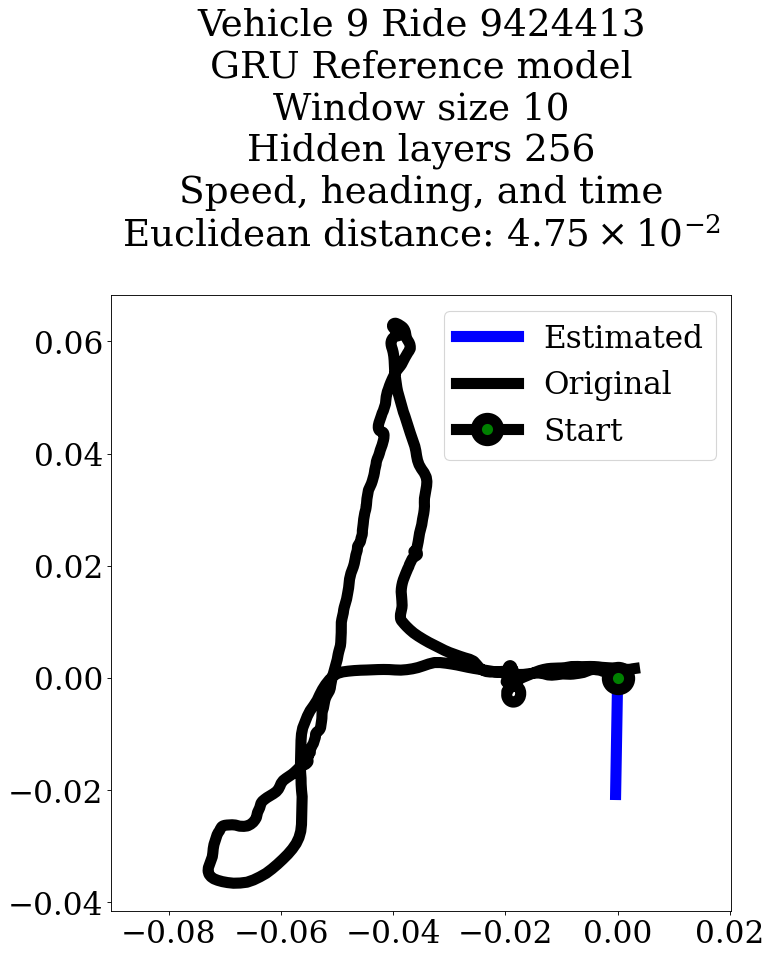 Vehicle 9 Ride 9424413
GRU Reference model
Window size 10
Hidden layers 256
Speed, heading, and time
Euclidean distance: 4.75 × 10⁻²
Estimated
Original
Start
0.06
0.04
0.02
0.00
−0.02
−0.04
−0.08 −0.06 −0.04 −0.02 0.00 0.02